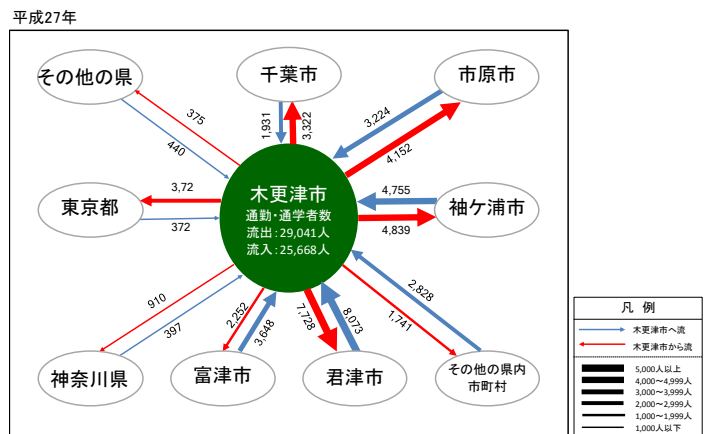 平成27年
その他の県
千葉市
市原市
375
440
1,931
3,322
3,224
4,152
東京都
3,72
372
木更津市
通勤・通学者数
流出：29,041人
流入：25,668人
4,755
4,839
袖ケ浦市
910
397
2,252
3,648
7,728
8,073
1,741
2,828
神奈川県
富津市
君津市
その他の県内
市町村
凡 例
木更津市へ流
木更津市から流
5,000人以上
4,000～4,999人
3,000～3,999人
2,000～2,999人
1,000～1,999人
1,000人以下